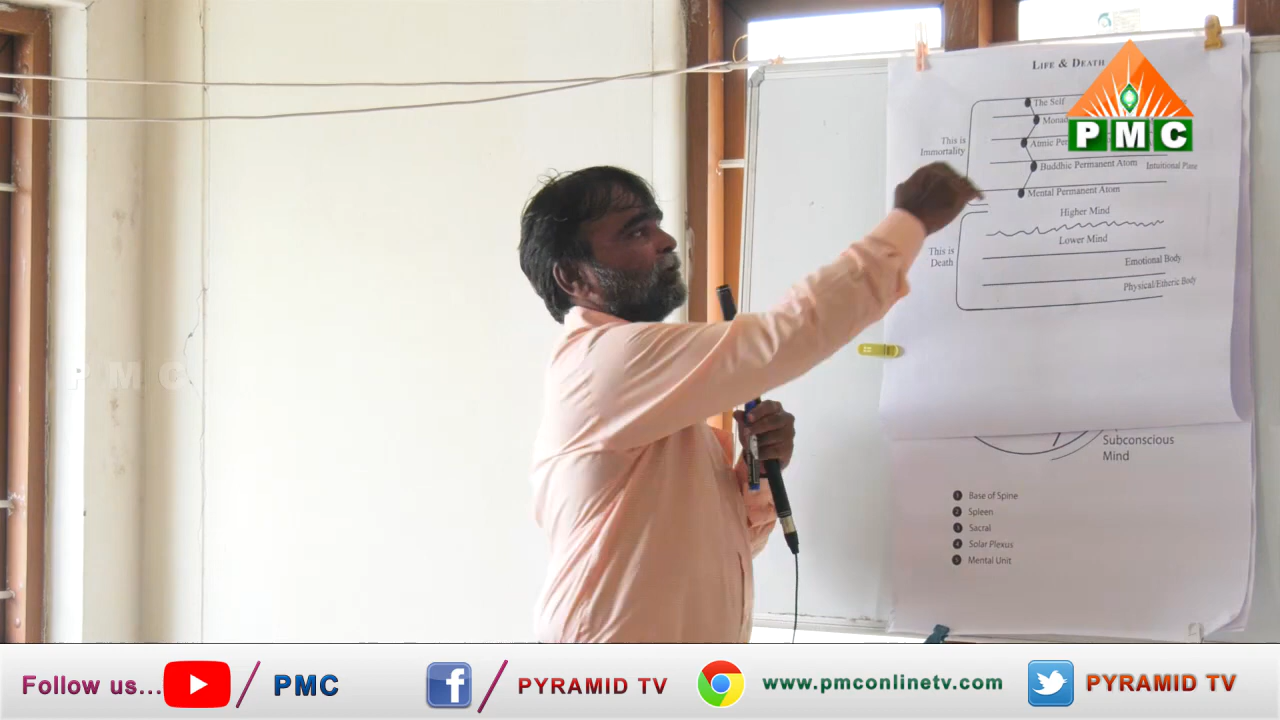 LIFE & DEATH
The Self
Monad
This is
Immortality
Atmic Per
Buddhic Permanent Atom Intuitional Plane
Mental Permanent Atom
Higher Mind
Lower Mind
This is
Death
Emotional Body
Physical/Etheric Body
PMC
PMC
Subconscious
Mind
1 Base of Spine
2 Spleen
3 Sacral
4 Solar Plexus
5 Mental Unit
Follow us... PMC PYRAMID TV www.pmconlinetv.com PYRAMID TV